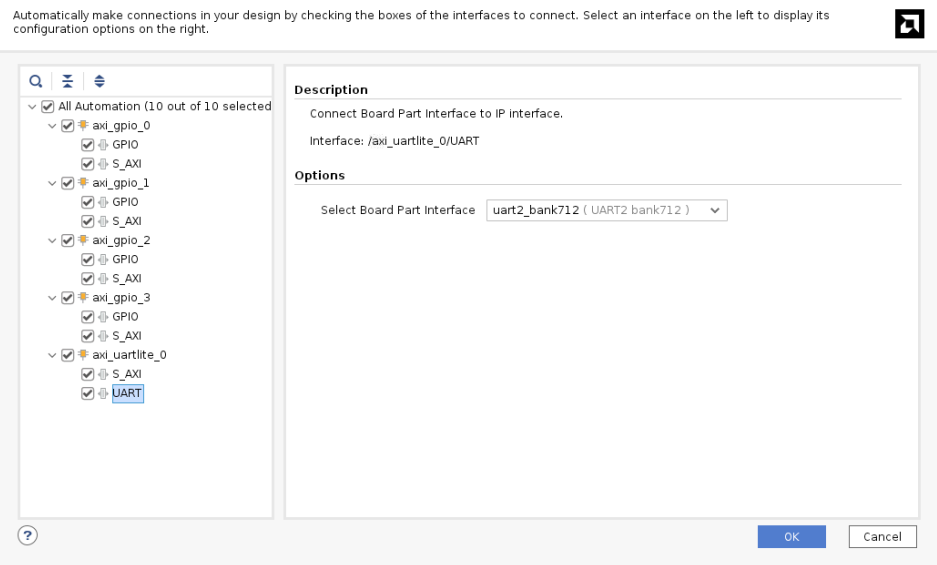 Automatically make connections in your design by checking the boxes of the interfaces to connect. Select an interface on the left to display its
configuration options on the right.
All Automation (10 out of 10 selected
axi_gpio_0
GPIO
S_AXI
axi_gpio_1
GPIO
S_AXI
axi_gpio_2
GPIO
S_AXI
axi_gpio_3
GPIO
S_AXI
axi_uartlite_0
S_AXI
UART
Description
Connect Board Part Interface to IP interface.
Interface: /axi_uartlite_0/UART
Options
Select Board Part Interface uart2_bank712 ( UART2 bank712 )
?
OK Cancel